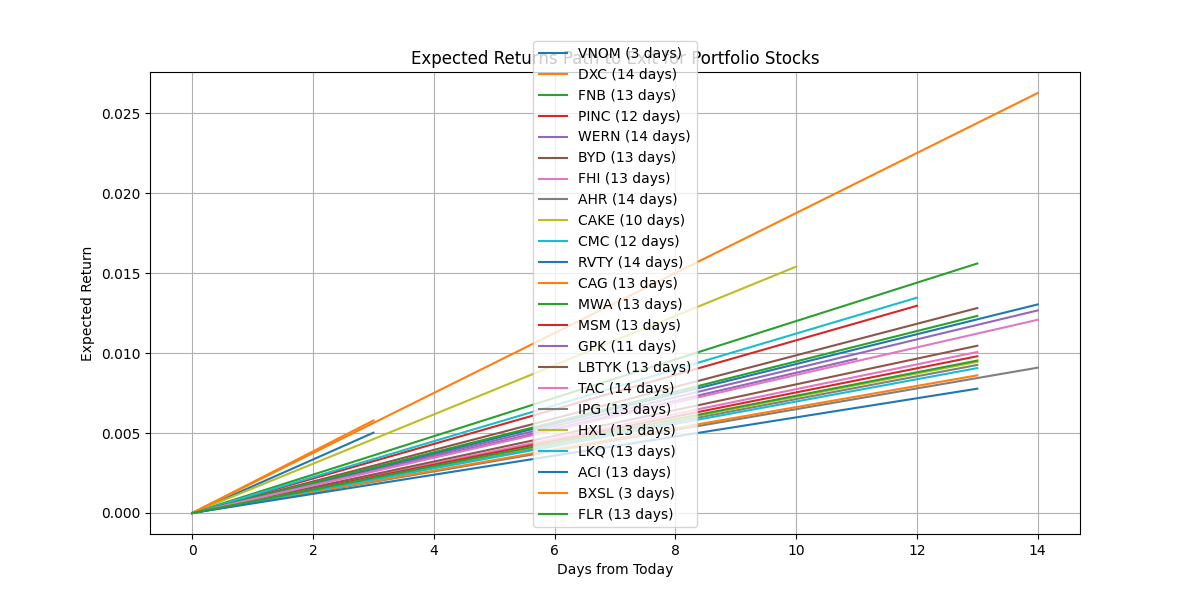 Expected Returns Path to Exit for Portfolio Stocks
VNOM (3 days)
DXC (14 days)
FNB (13 days)
PINC (12 days)
WERN (14 days)
BYD (13 days)
FHI (13 days)
AHR (14 days)
CAKE (10 days)
CMC (12 days)
RVTY (14 days)
CAG (13 days)
MWA (13 days)
MSM (13 days)
GPK (11 days)
LBTYK (13 days)
TAC (14 days)
IPG (13 days)
HXL (13 days)
LKQ (13 days)
ACI (13 days)
BXSL (3 days)
FLR (13 days)
Expected Return
0.025
0.020
0.015
0.010
0.005
0.000
0 2 4 6 8 10 12 14
Days from Today